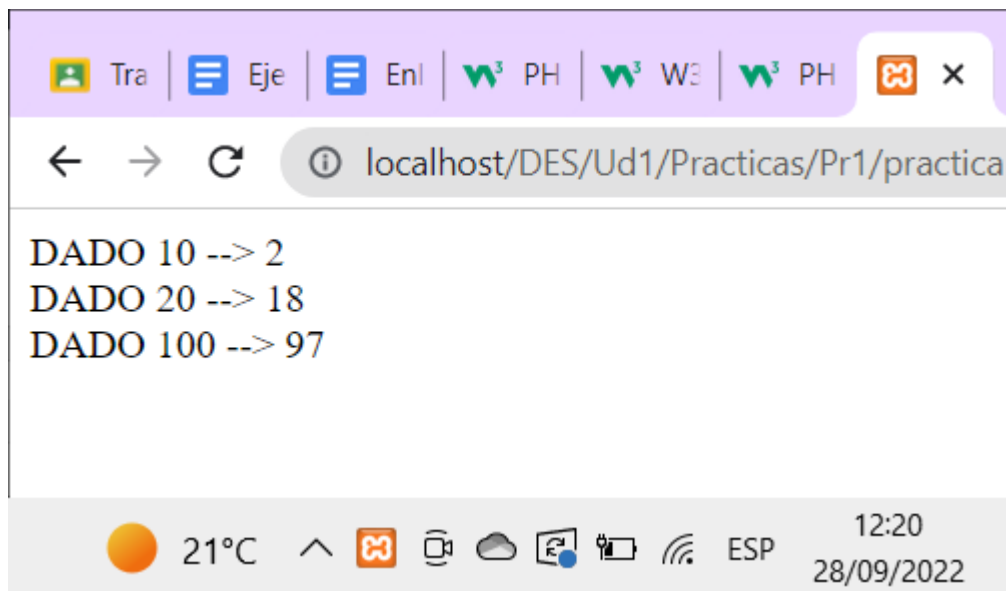 Tra Eje Enl PH W3 PH
localhost/DES/Ud1/Practicas/Pr1/practica
DADO 10 --> 2
DADO 20 --> 18
DADO 100 --> 97
21°C ESP 12:20
28/09/2022